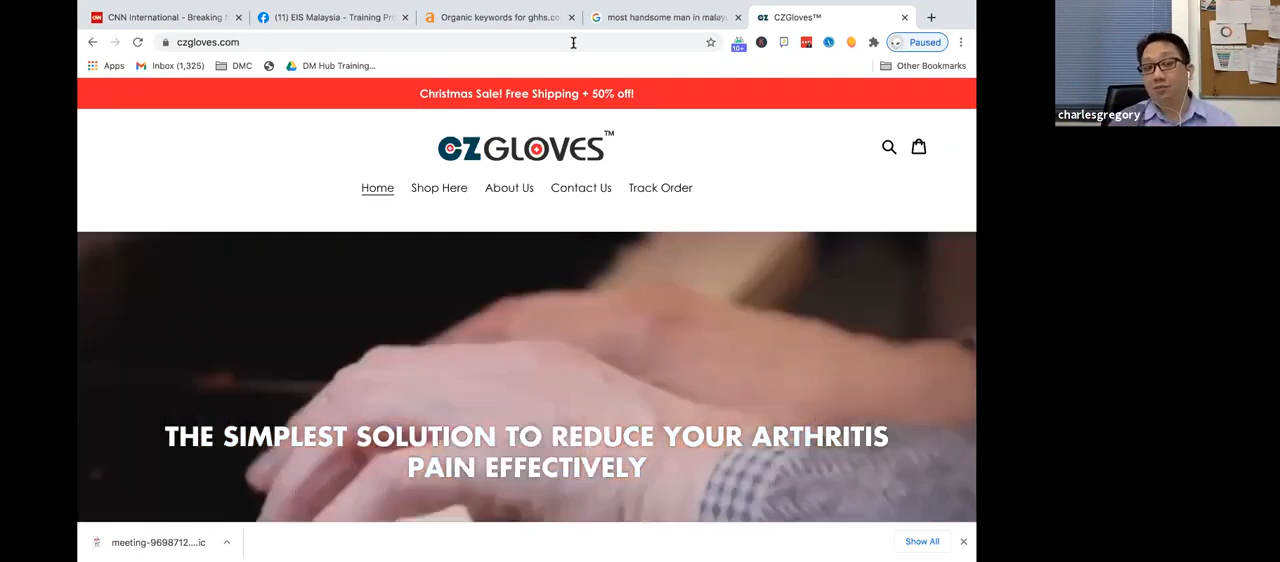 CNN International - Breaking
(11) EIS Malaysia - Training Pr
Organic keywords for ghhs.co
most handsome man in malay
CZGloves™
czgloves.com
10+
Paused
Apps
Inbox (1,325)
DMC
DM Hub Training...
Other Bookmarks
Christmas Sale! Free Shipping + 50% off!
CZGLOVES™
Home
Shop Here
About Us
Contact Us
Track Order
THE SIMPLEST SOLUTION TO REDUCE YOUR ARTHRITIS
PAIN EFFECTIVELY
meeting-9698712....ic
Show All
charlesgregory